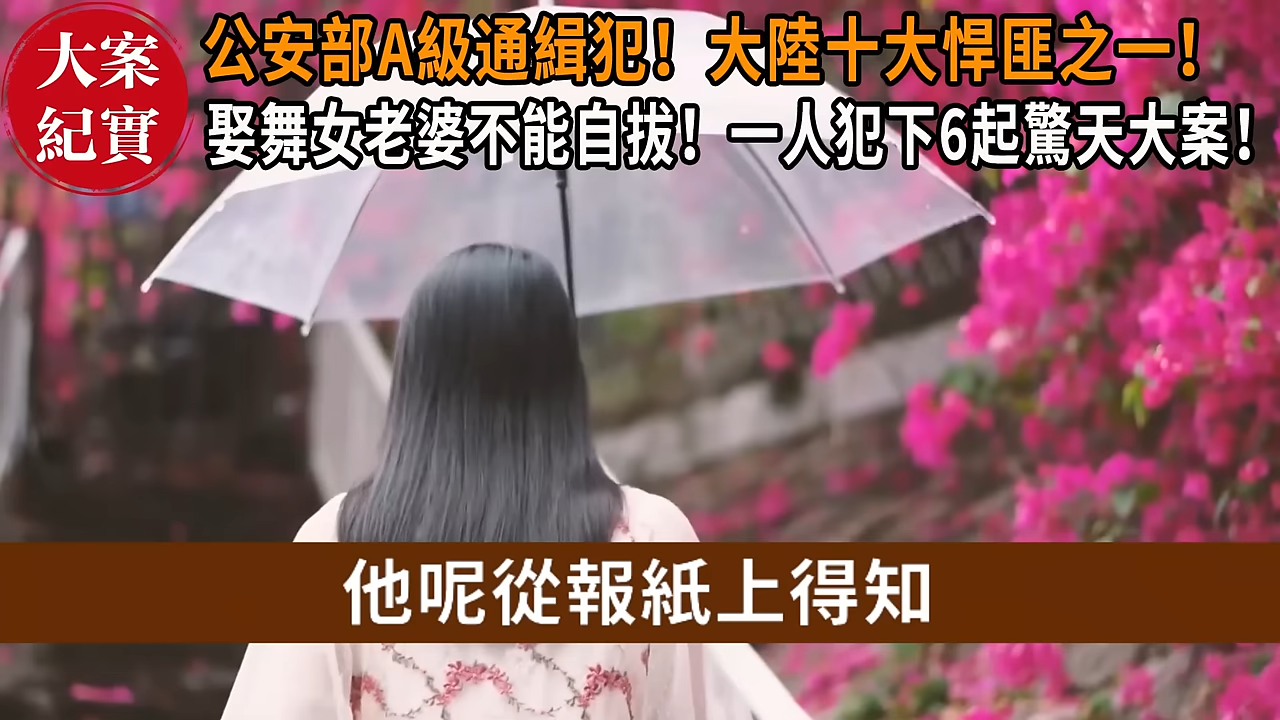 大案
紀實
公安部A級通緝犯！大陸十大悍匪之一！
娶舞女老婆不能自拔！一人犯下6起驚天大案！
他呢從報紙上得知